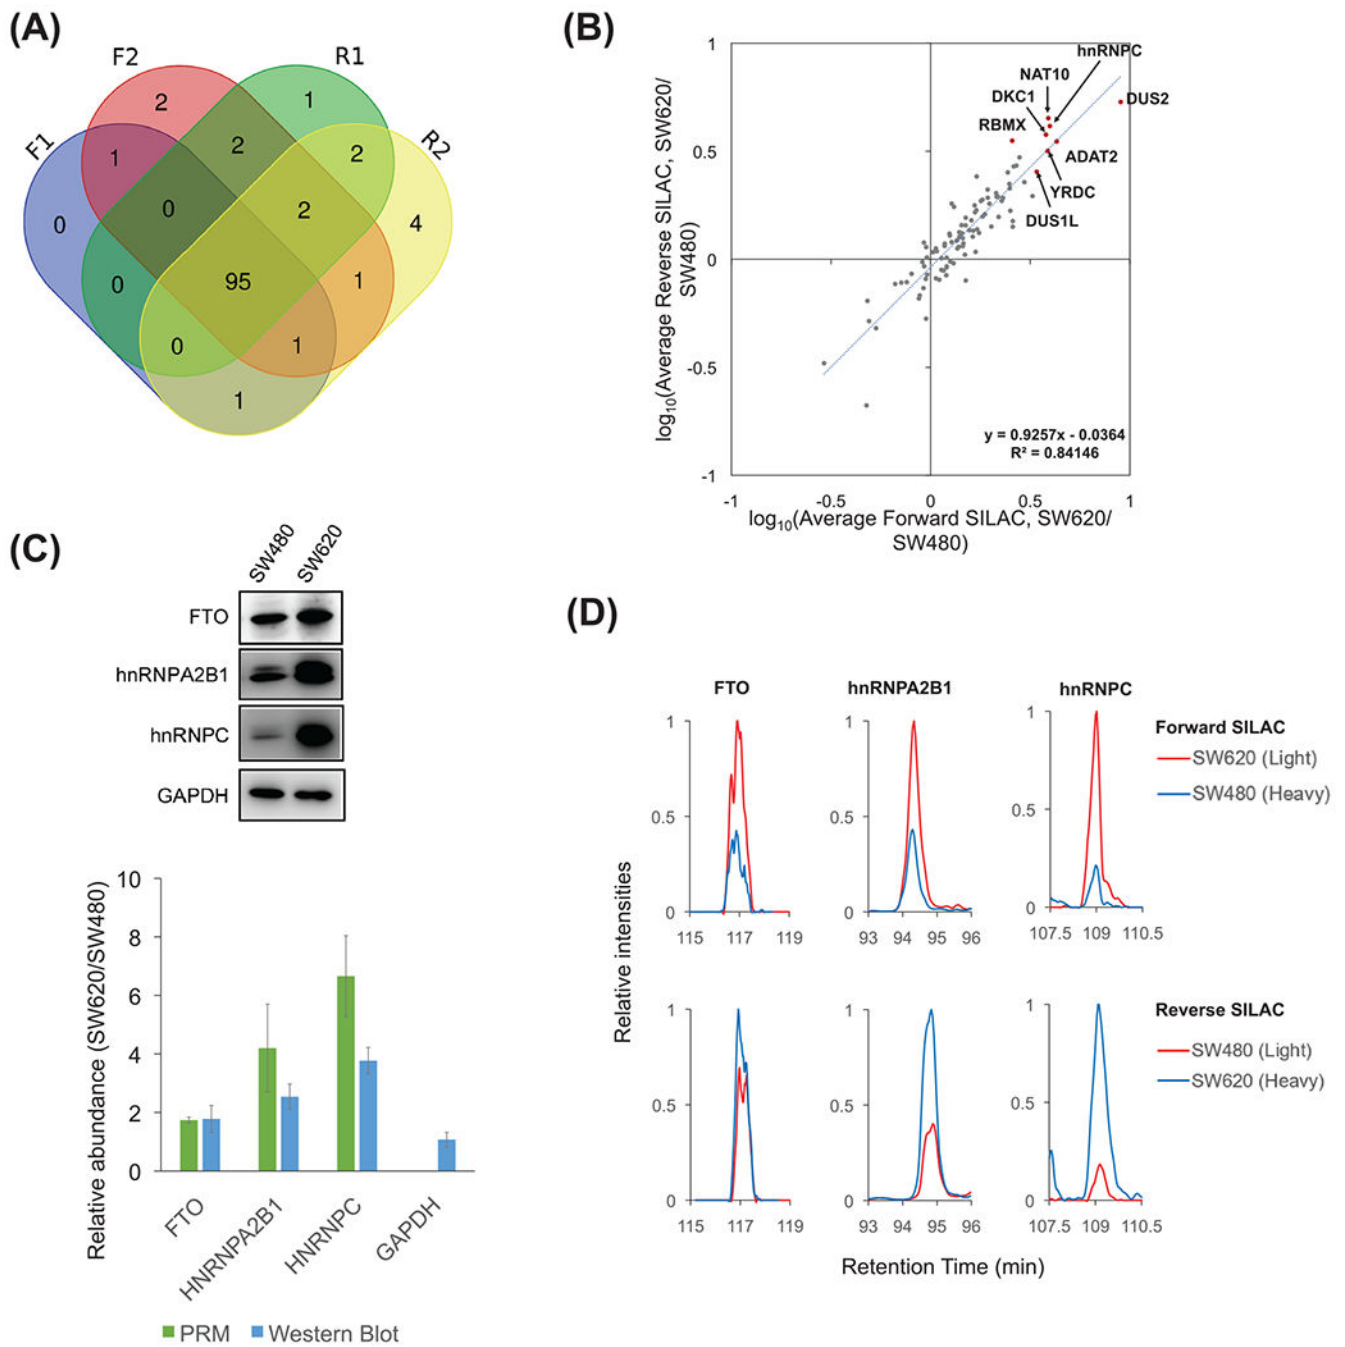 (A)
F2
R1
F1
R2
2
1
1
2
2
0
0
2
4
0
95
1
0
1
1
(B)
log10(Average Reverse SILAC, SW620/
SW480)
1
0.5
0
-0.5
-1
-1
-0.5
0
0.5
1
log10(Average Forward SILAC, SW620/
SW480)
hnRNPC
NAT10
DKC1
DUS2
RBMX
ADAT2
YRDC
DUS1L
y = 0.9257x - 0.0364
R² = 0.84146
(C)
SW480
SW620
FTO
hnRNPA2B1
hnRNPC
GAPDH
Relative abundance (SW620/SW480)
10
8
6
4
2
0
FTO
HNRNPA2B1
HNRNPC
GAPDH
PRM
Western Blot
(D)
FTO
hnRNPA2B1
hnRNPC
Relative intensities
1
0.5
0
115
117
119
1
0.5
0
93
94
95
96
1
0.5
0
107.5
109
110.5
Forward SILAC
SW620 (Light)
SW480 (Heavy)
1
0.5
0
115
117
119
1
0.5
0
93
94
95
96
1
0.5
0
107.5
109
110.5
Reverse SILAC
SW480 (Light)
SW620 (Heavy)
Retention Time (min)